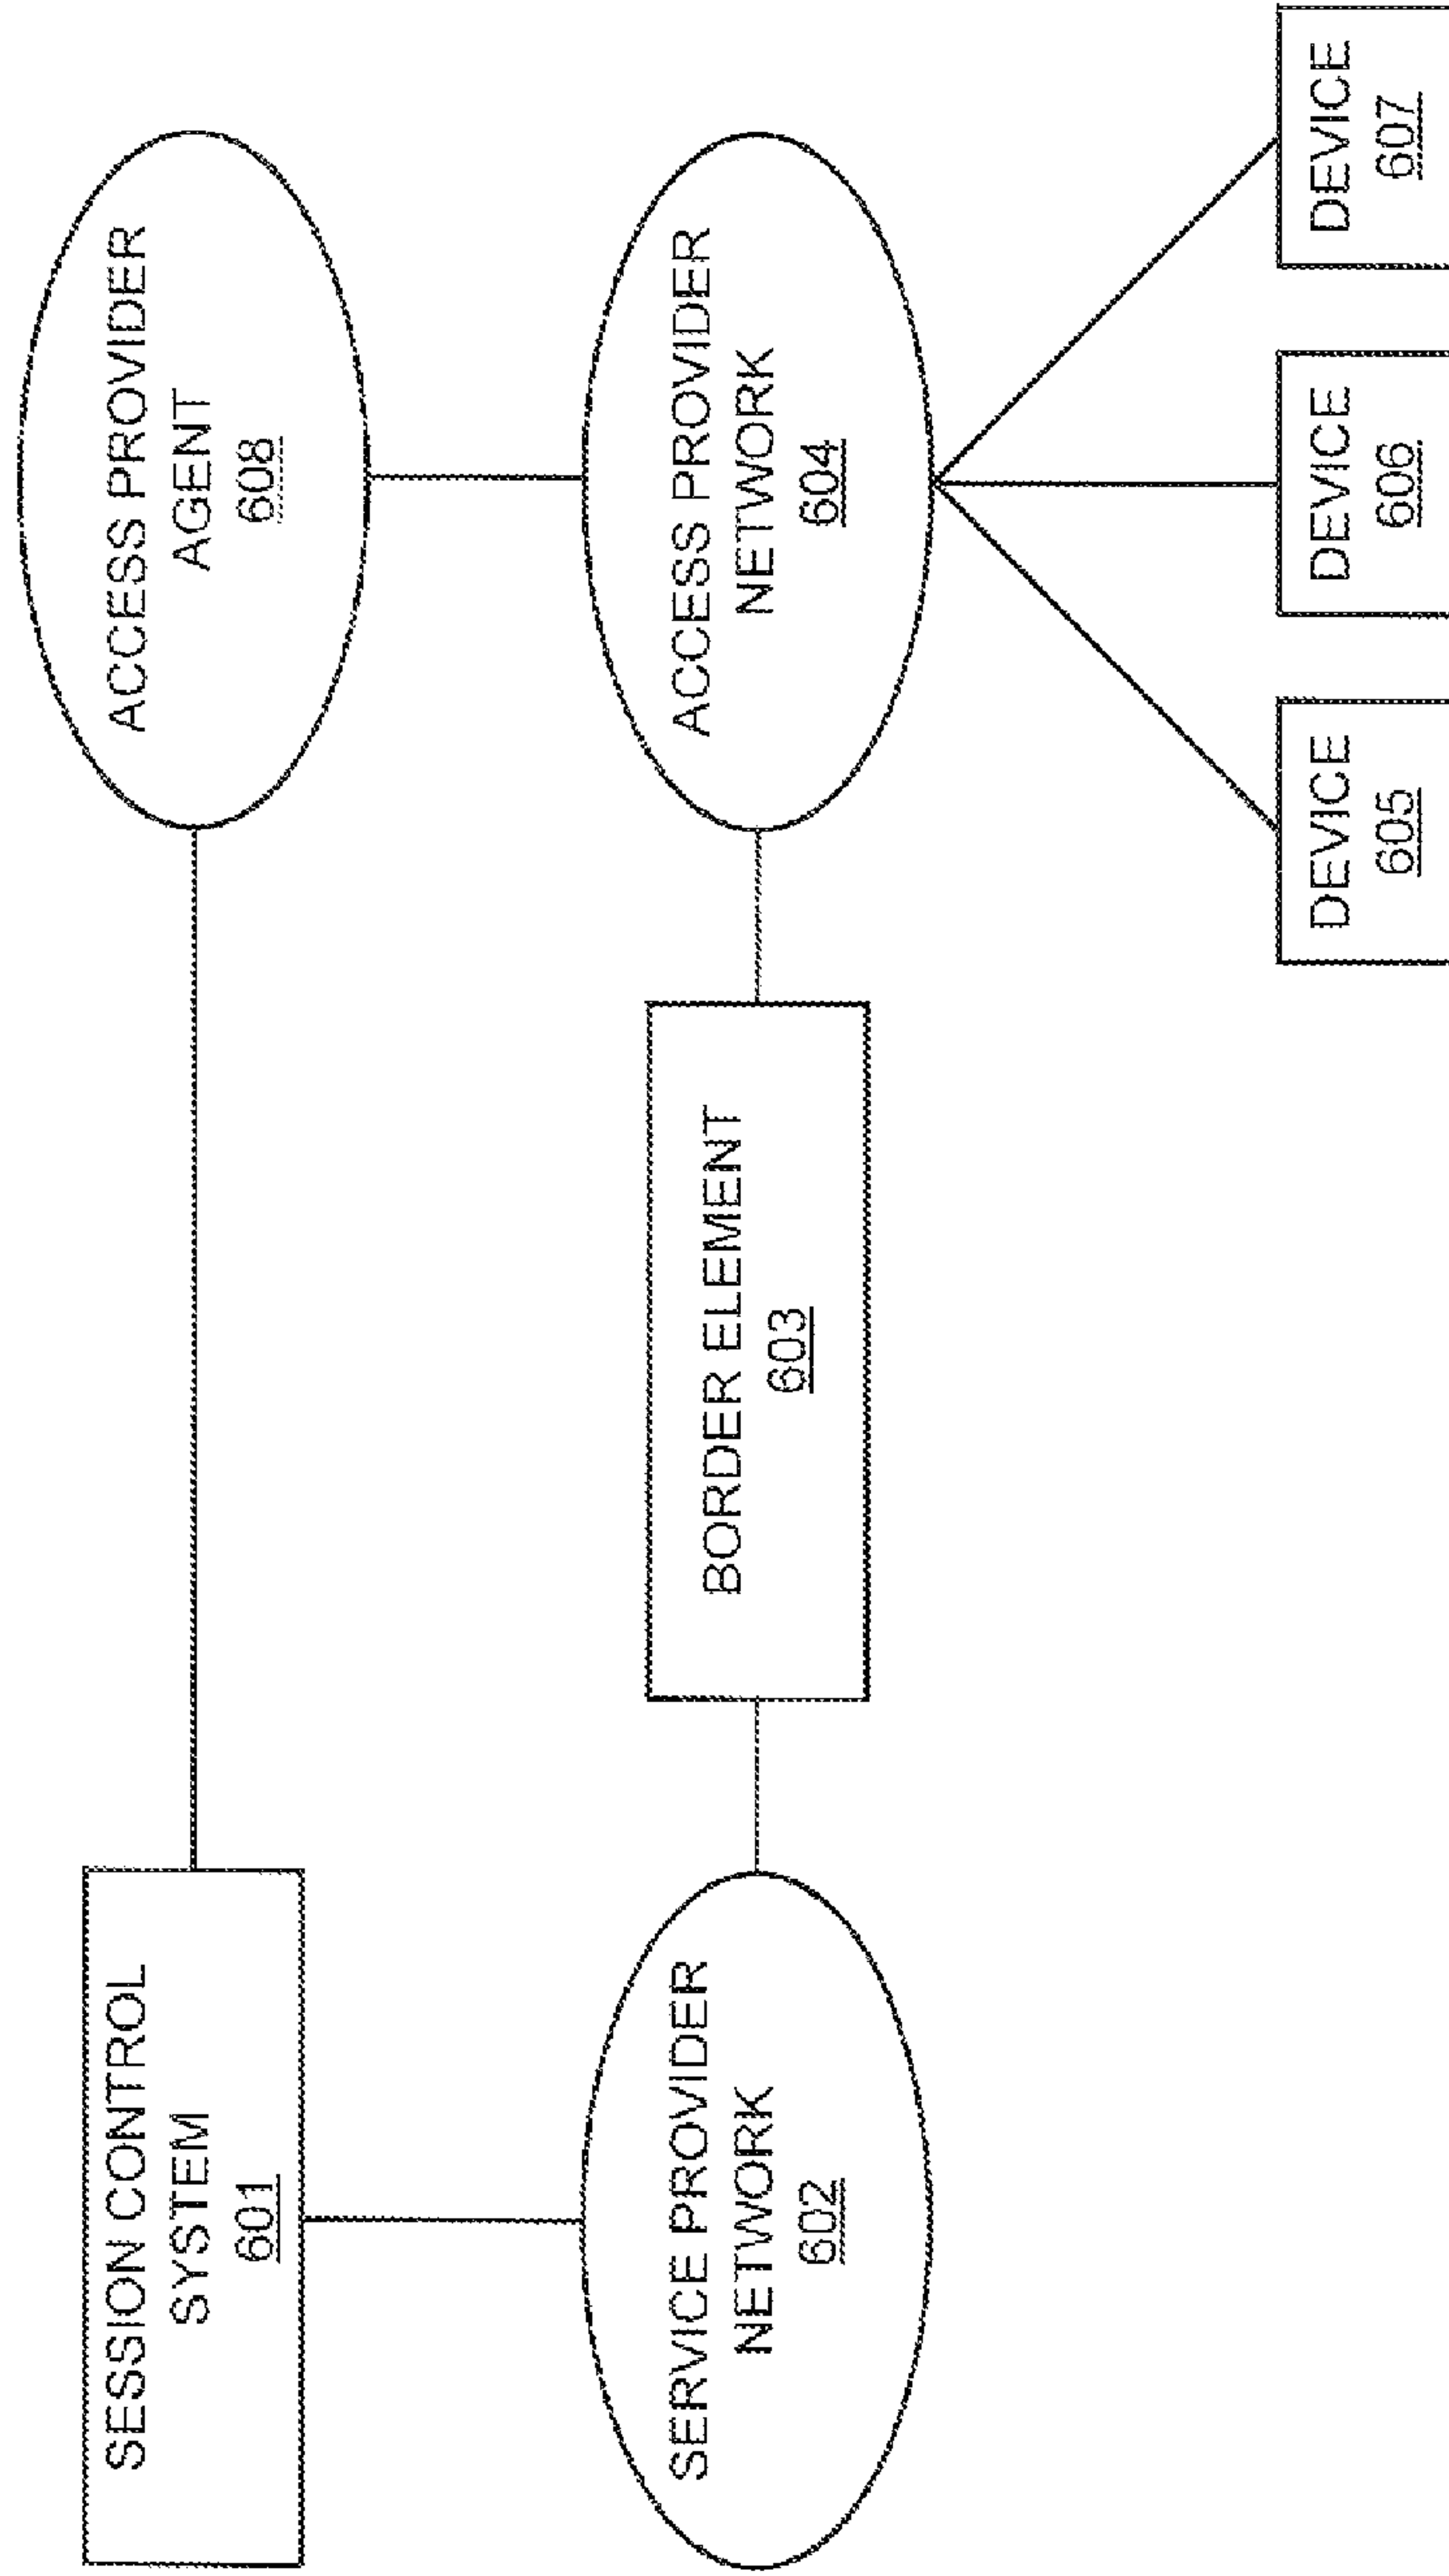 SESSION CONTROL
SYSTEM
601
ACCESS PROVIDER
AGENT
608
SERVICE PROVIDER
NETWORK
602
BORDER ELEMENT
603
ACCESS PROVIDER
NETWORK
604
DEVICE
605
DEVICE
606
DEVICE
607